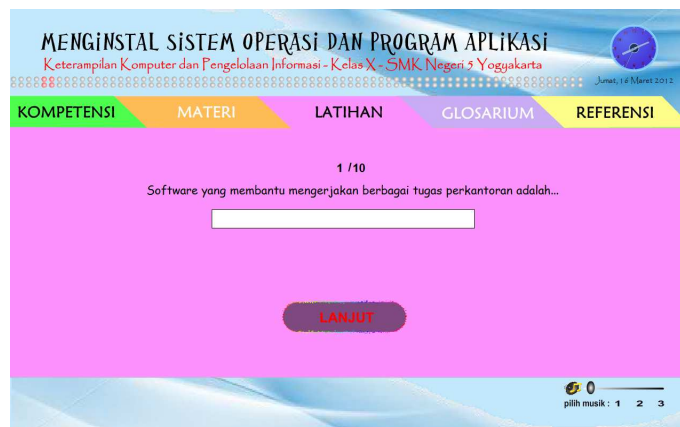 MENGINSTAL SISTEM OPERASI DAN PROGRAM APLIKASI
Keterampilan Komputer dan Pengelolaan Informasi - Kelas X - SMK Negeri 5 Yogyakarta
Jumat, 16 Maret 2012
KOMPETENSI MATERI LATIHAN GLOSARIUM REFERENSI
1 /10
Software yang membantu mengerjakan berbagai tugas perkantoran adalah...
LANJUT
pilih musik : 1 2 3